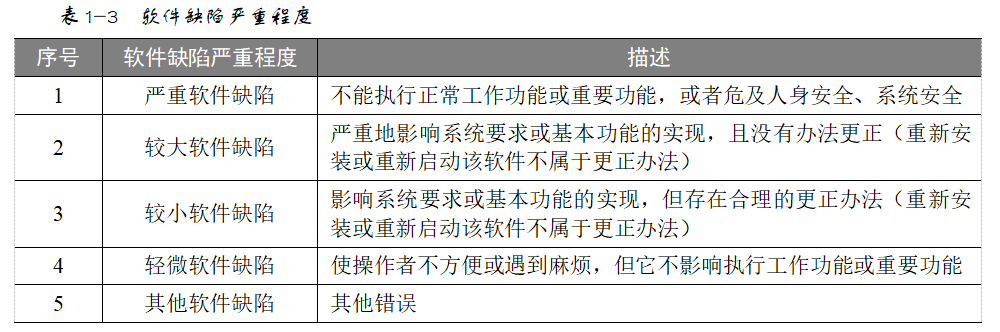 表1-3 软件缺陷严重程度
序号 软件缺陷严重程度 描述
1 严重软件缺陷 不能执行正常工作功能或重要功能，或者危及人身安全、系统安全
2 较大软件缺陷 严重地影响系统要求或基本功能的实现，且没有办法更正（重新安
装或重新启动该软件不属于更正办法）
3 较小软件缺陷 影响系统要求或基本功能的实现，但存在合理的更正办法（重新安
装或重新启动该软件不属于更正办法）
4 轻微软件缺陷 使操作者不方便或遇到麻烦，但它不影响执行工作功能或重要功能
5 其他软件缺陷 其他错误